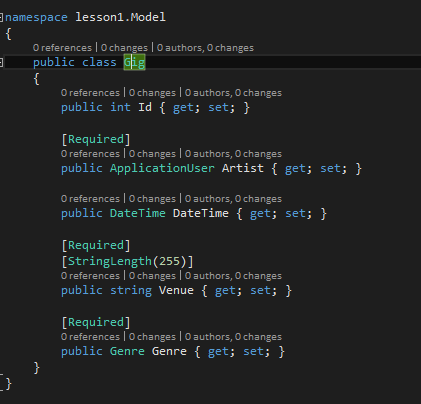 namespace lesson1.Model
{
0 references | 0 changes | 0 authors, 0 changes
public class Gig
{
0 references | 0 changes | 0 authors, 0 changes
public int Id { get; set; }
[Required]
0 references | 0 changes | 0 authors, 0 changes
public ApplicationUser Artist { get; set; }
0 references | 0 changes | 0 authors, 0 changes
public DateTime DateTime { get; set; }
[Required]
[StringLength(255)]
0 references | 0 changes | 0 authors, 0 changes
public string Venue { get; set; }
[Required]
0 references | 0 changes | 0 authors, 0 changes
public Genre Genre { get; set; }
}
}